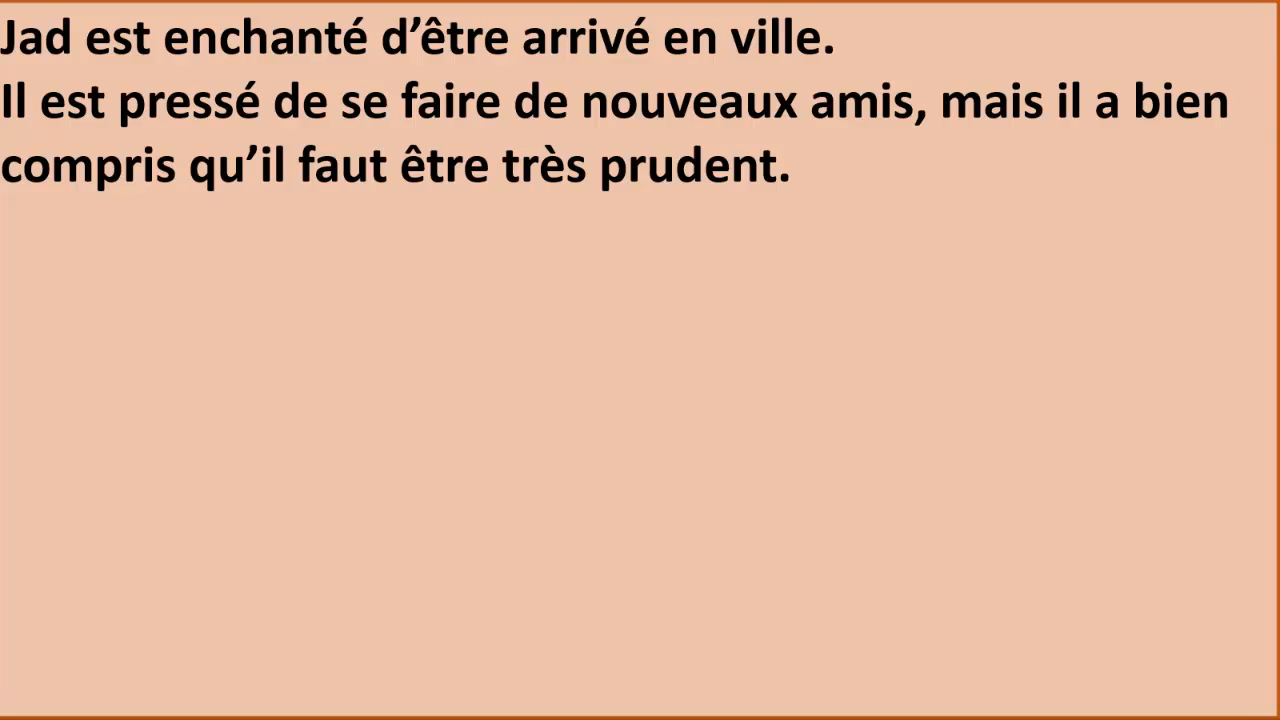 Jad est enchanté d’être arrivé en ville.
Il est pressé de se faire de nouveaux amis, mais il a bien
compris qu’il faut être très prudent.